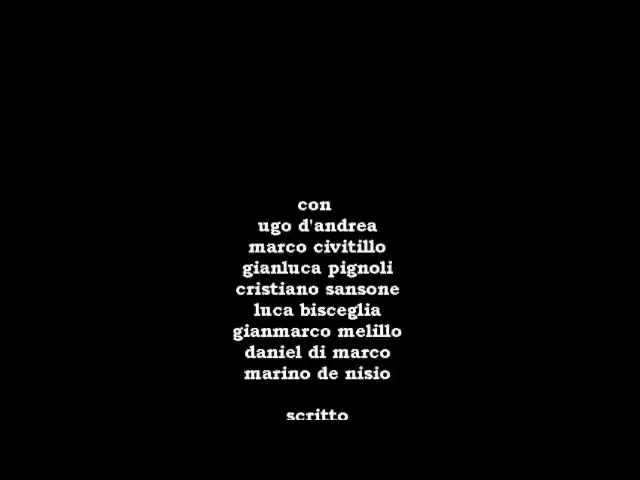 con
ugo d'andrea
marco civitillo
gianluca pignoli
cristiano sansone
luca bisceglia
gianmarco melillo
daniel di marco
marino de nisio
scritto